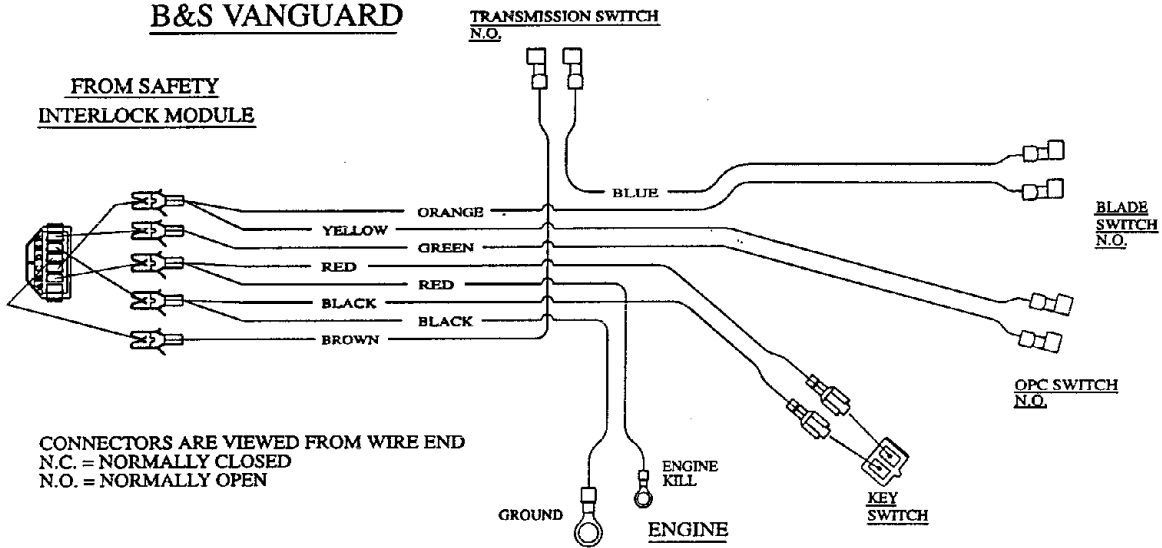 B&S VANGUARD
TRANSMISSION SWITCH
N.O.
FROM SAFETY
INTERLOCK MODULE
BLUE
ORANGE
YELLOW
GREEN
RED
RED
BLACK
BLACK
BROWN
BLADE
SWITCH
N.O.
OPC SWITCH
N.O.
CONNECTORS ARE VIEWED FROM WIRE END
N.C. = NORMALLY CLOSED
N.O. = NORMALLY OPEN
ENGINE
KILL
GROUND
ENGINE
KEY
SWITCH